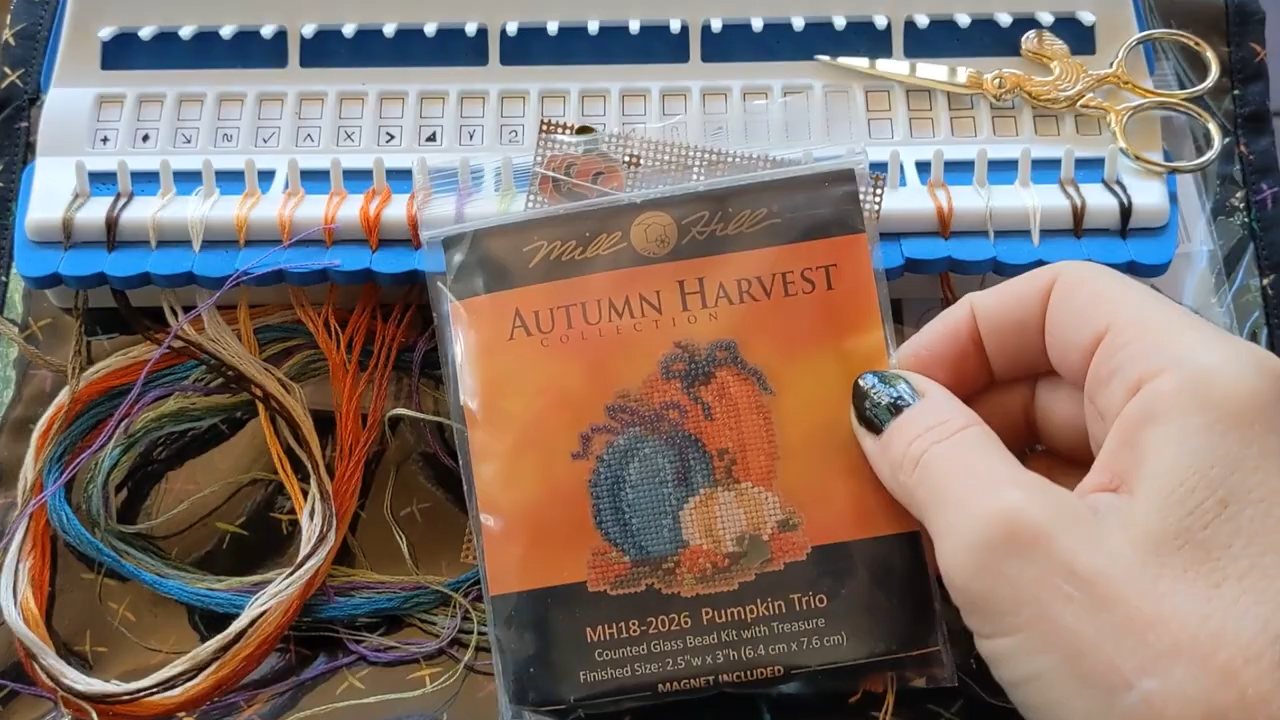 Mill Hill
AUTUMN HARVEST
COLLECTION
MH18-2026 Pumpkin Trio
Counted Glass Bead Kit with Treasure
Finished Size: 2.5"w x 3"h (6.4 cm x 7.6 cm)
MAGNET INCLUDED